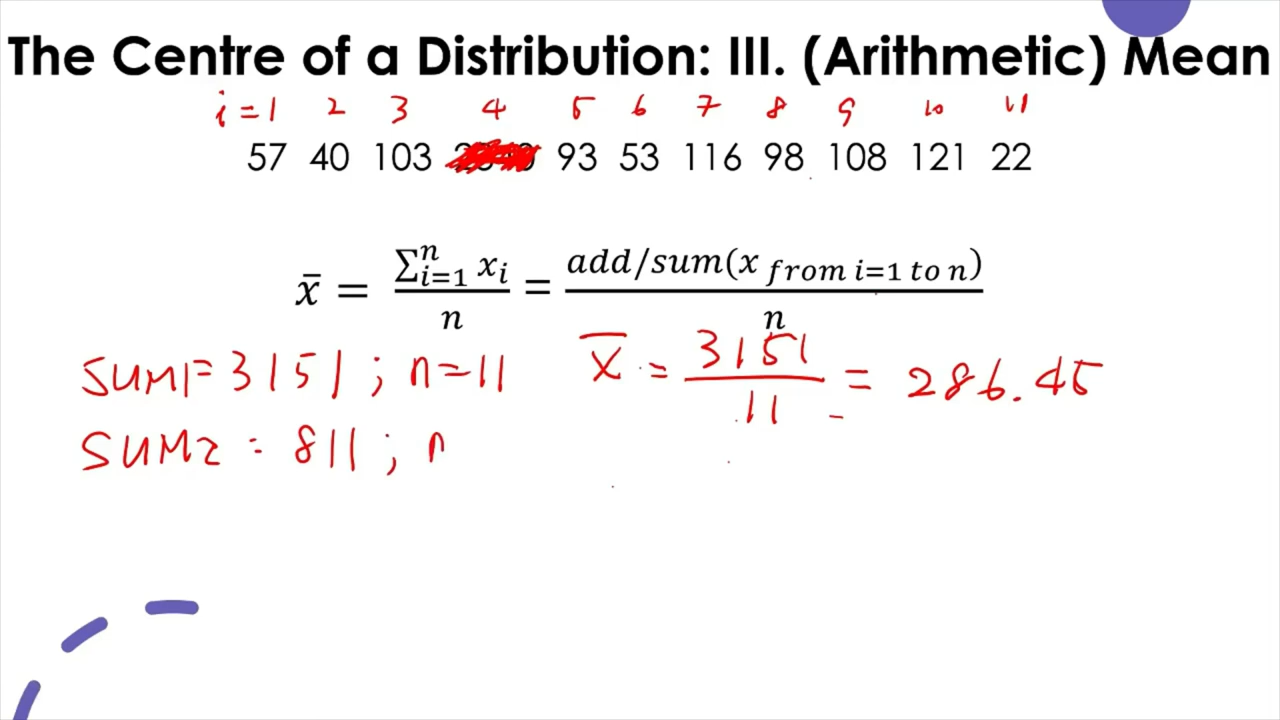 The Centre of a Distribution: III. (Arithmetic) Mean
i = 1 2 3 4 5 6 7 8 9 10 11
57 40 103 93 53 116 98 108 121 22
x̄ = ∑ⁿᵢ₌₁ xᵢ / n = add/sum(x from i=1 to n) / n
SUM1= 3151 ; n=11 x̄ = 3151 / 11 = 286.45
SUM2 = 811 ; n